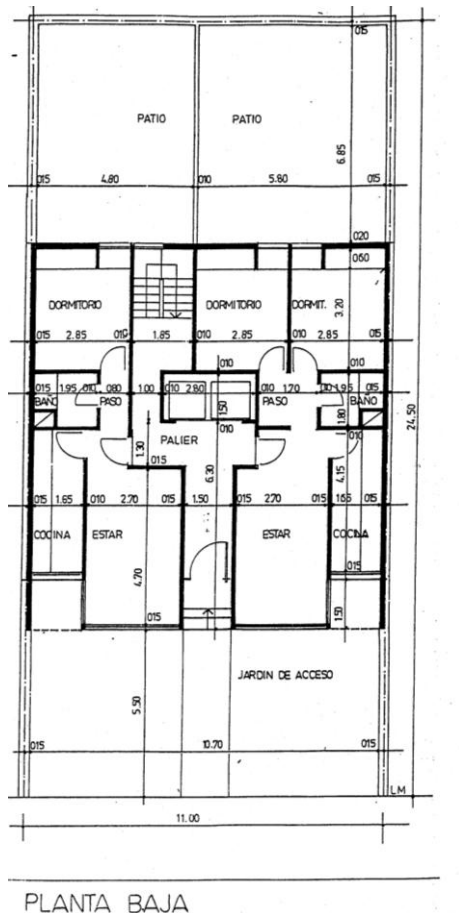 015
PATIO PATIO
6.85
015 4.80 010 5.80 015
020
060
DORMITORIO DORMITORIO DORMIT.
3.20
015 2.85 010 1.85 010 2.85 010 2.85 015
010 010
015 1.95 010 080 1.00 010 2.80 010 1.70 010 1.95 015
BAÑO PASO 1.50 PASO BAÑO
1.80
010 010
PALIER
1.30
015
6.30
4.15
24.50
015 1.65 010 2.70 015 1.50 015 2.70 015 1.65 015
COCINA ESTAR ESTAR COCINA
4.70
015
015
1.50
JARDIN DE ACCESO
5.50
015 10.70 015
L.M
11.00
PLANTA BAJA